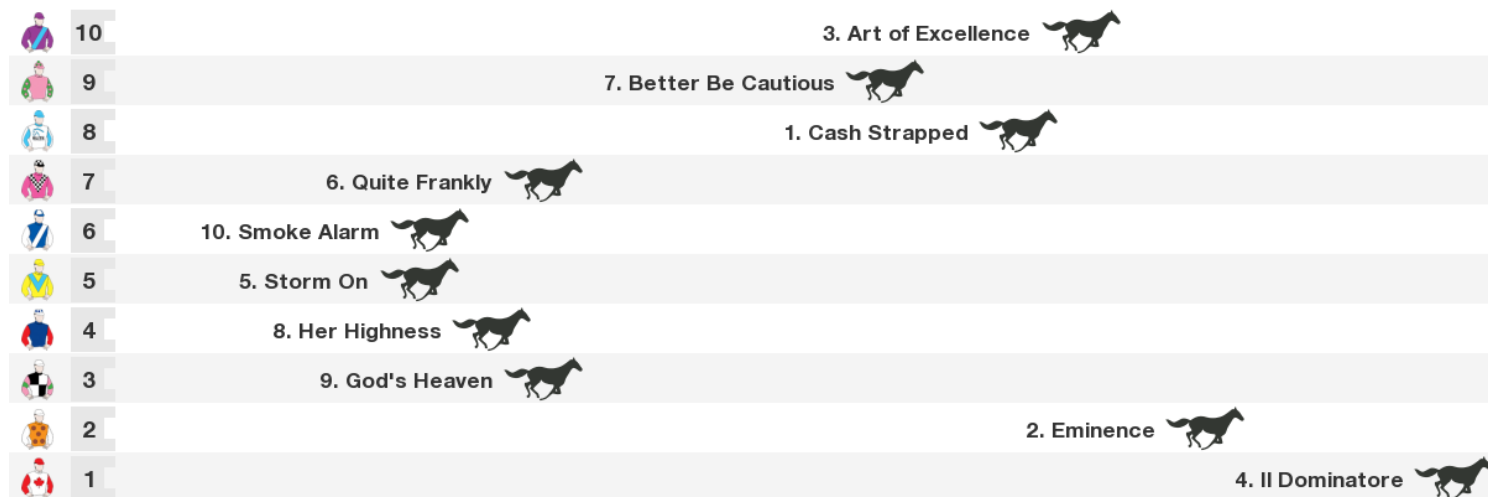 10 3. Art of Excellence
9 7. Better Be Cautious
8 1. Cash Strapped
7 6. Quite Frankly
6 10. Smoke Alarm
5 5. Storm On
4 8. Her Highness
3 9. God's Heaven
2 2. Eminence
1 4. Il Dominatore